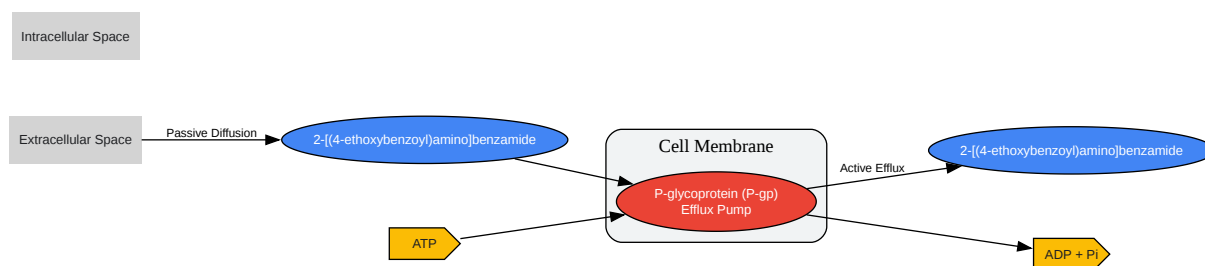 Intracellular Space
Extracellular Space
Passive Diffusion
2-[(4-ethoxybenzoyl)amino]benzamide
Cell Membrane
P-glycoprotein (P-gp)
Efflux Pump
Active Efflux
2-[(4-ethoxybenzoyl)amino]benzamide
ATP
ADP + Pi